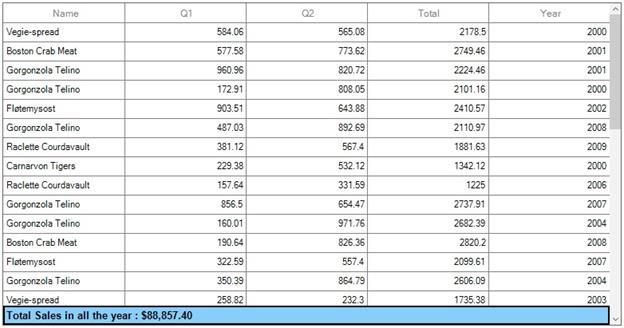 Name Q1 Q2 Total Year
Vegie-spread 584.06 565.08 2178.5 2000
Boston Crab Meat 577.58 773.62 2749.46 2001
Gorgonzola Telino 960.96 820.72 2224.46 2001
Gorgonzola Telino 172.91 808.05 2101.16 2000
Fløtemysost 903.51 643.88 2410.57 2002
Gorgonzola Telino 487.03 892.69 2110.97 2008
Raclette Courdavault 381.12 567.4 1881.63 2009
Carnarvon Tigers 229.38 532.12 1342.12 2000
Raclette Courdavault 157.64 331.59 1225 2006
Gorgonzola Telino 856.5 654.47 2737.91 2007
Gorgonzola Telino 160.01 971.76 2682.39 2004
Boston Crab Meat 190.64 826.36 2820.2 2008
Fløtemysost 322.59 557.4 2099.61 2007
Gorgonzola Telino 350.39 864.79 2606.09 2004
Vegie-spread 258.82 232.3 1735.38 2003
Total Sales in all the year : $88,857.40